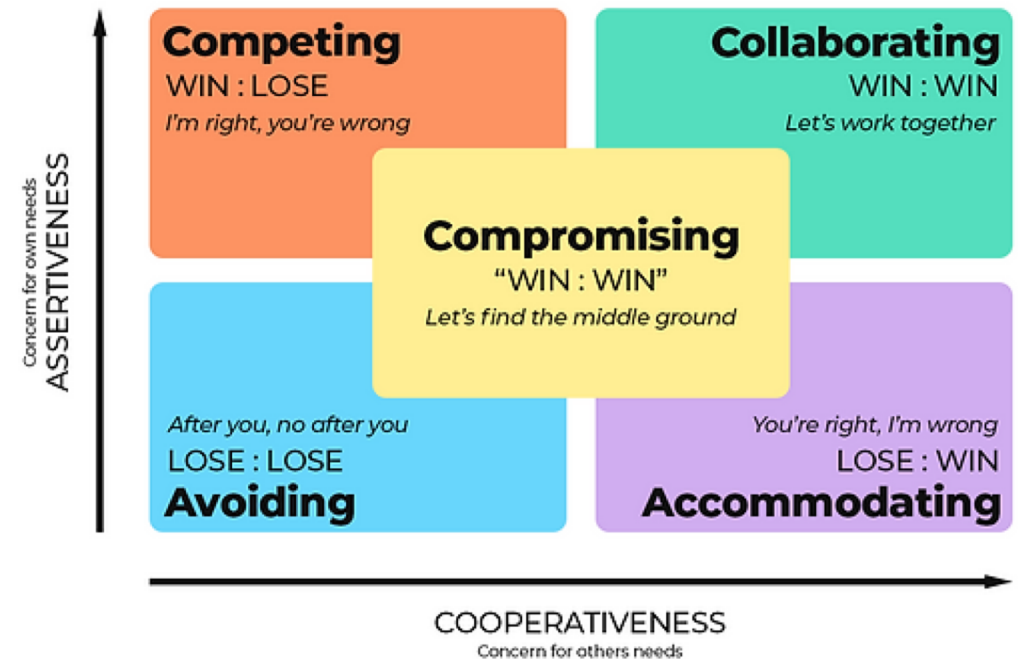 Competing
WIN : LOSE
I'm right, you're wrong
Collaborating
WIN : WIN
Let's work together
Compromising
“WIN : WIN”
Let's find the middle ground
After you, no after you
LOSE : LOSE
Avoiding
You're right, I'm wrong
LOSE : WIN
Accommodating
Concern for own needs
ASSERTIVENESS
COOPERATIVENESS
Concern for others needs